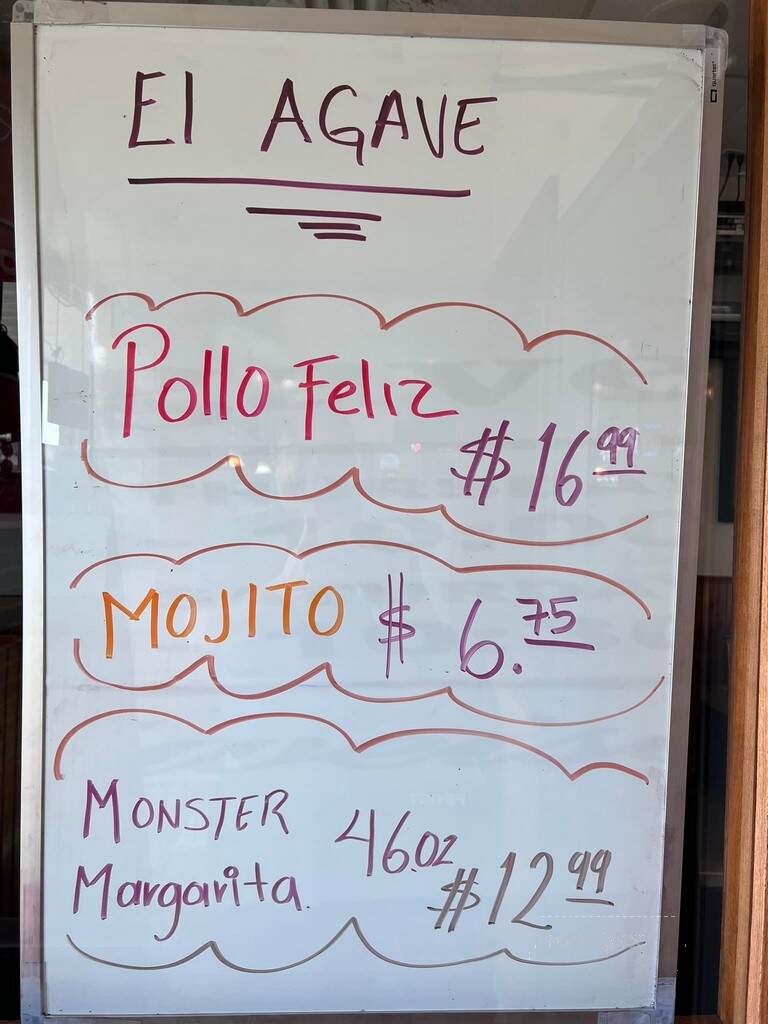 El AGAVE
Pollo Feliz
$16.99
MOJITO $6.75
MONSTER 46oz
Margarita. $12.99